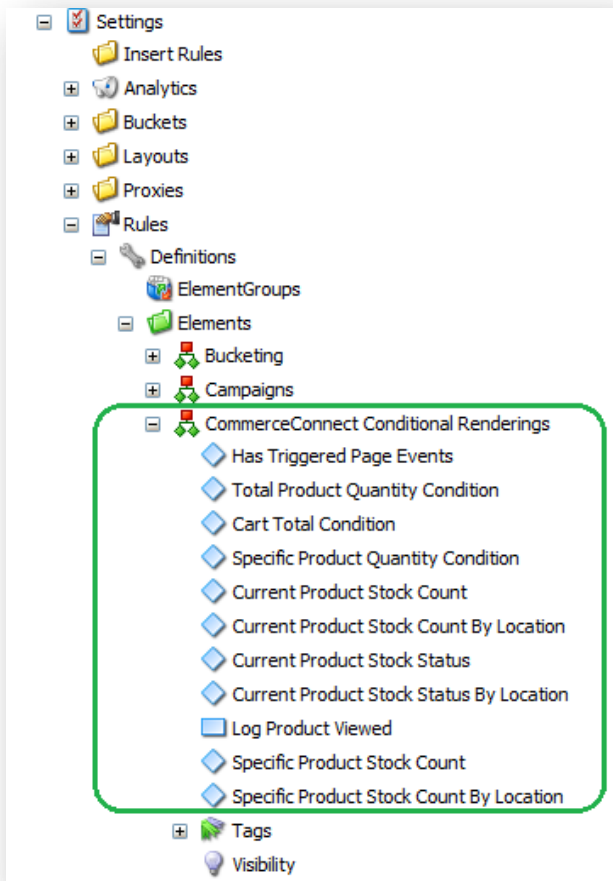 Settings
Insert Rules
Analytics
Buckets
Layouts
Proxies
Rules
Definitions
ElementGroups
Elements
Bucketing
Campaigns
CommerceConnect Conditional Renderings
Has Triggered Page Events
Total Product Quantity Condition
Cart Total Condition
Specific Product Quantity Condition
Current Product Stock Count
Current Product Stock Count By Location
Current Product Stock Status
Current Product Stock Status By Location
Log Product Viewed
Specific Product Stock Count
Specific Product Stock Count By Location
Tags
Visibility